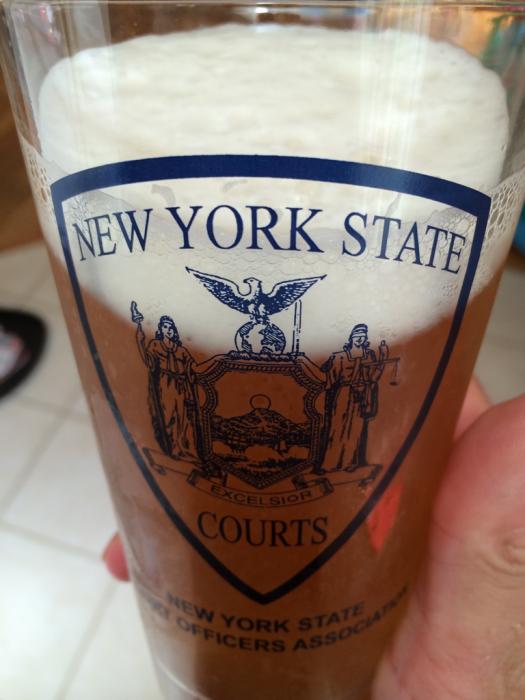 NEW YORK STATE
EXCELSIOR
COURTS
NEW YORK STATE
OFFICERS ASSOCIATION